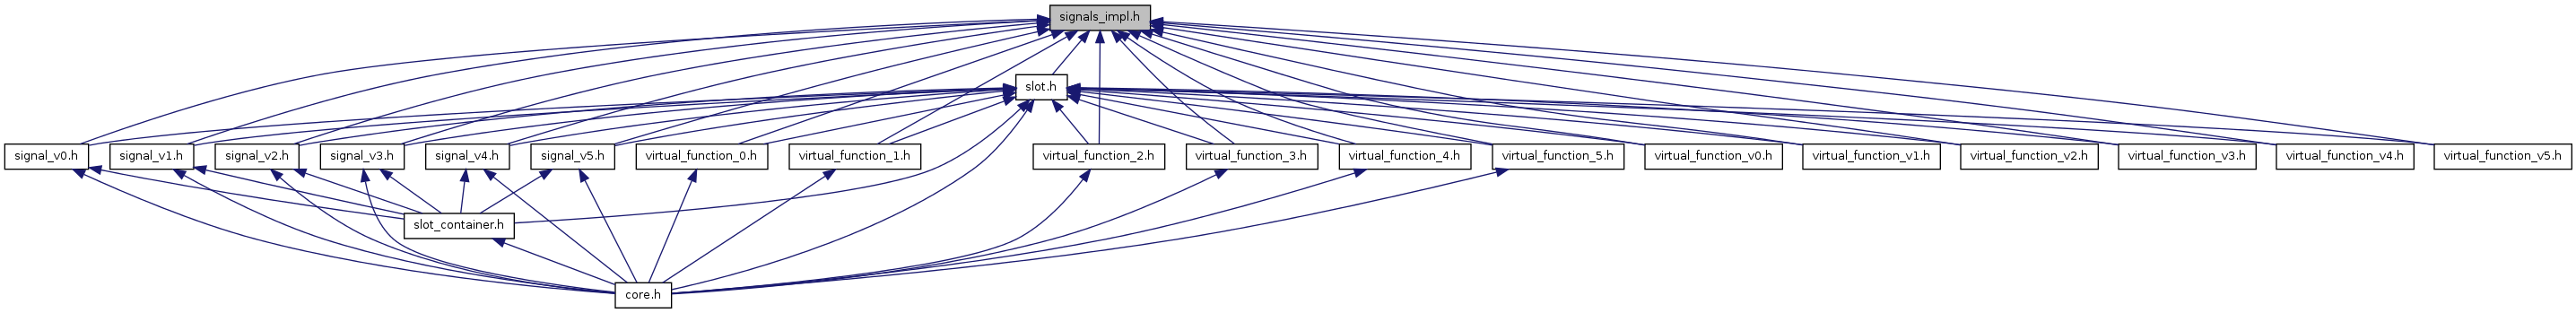 signals_impl.h
slot.h
signal_v0.h
signal_v1.h
signal_v2.h
signal_v3.h
signal_v4.h
signal_v5.h
virtual_function_0.h
virtual_function_1.h
virtual_function_2.h
virtual_function_3.h
virtual_function_4.h
virtual_function_5.h
virtual_function_v0.h
virtual_function_v1.h
virtual_function_v2.h
virtual_function_v3.h
virtual_function_v4.h
virtual_function_v5.h
slot_container.h
core.h